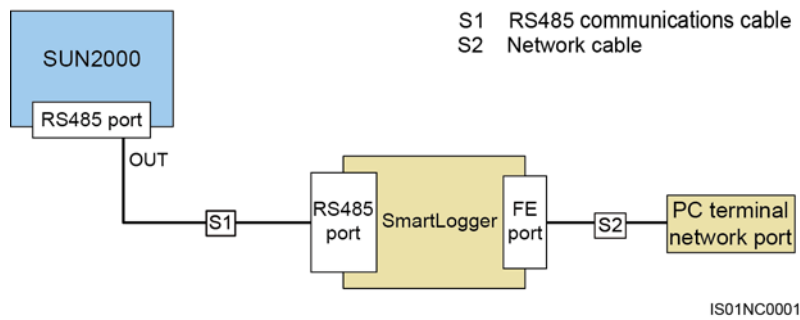 S1 RS485 communications cable
S2 Network cable
SUN2000
RS485 port
OUT
S1
RS485
port
SmartLogger
FE
port
S2
PC terminal
network port
IS01NC0001